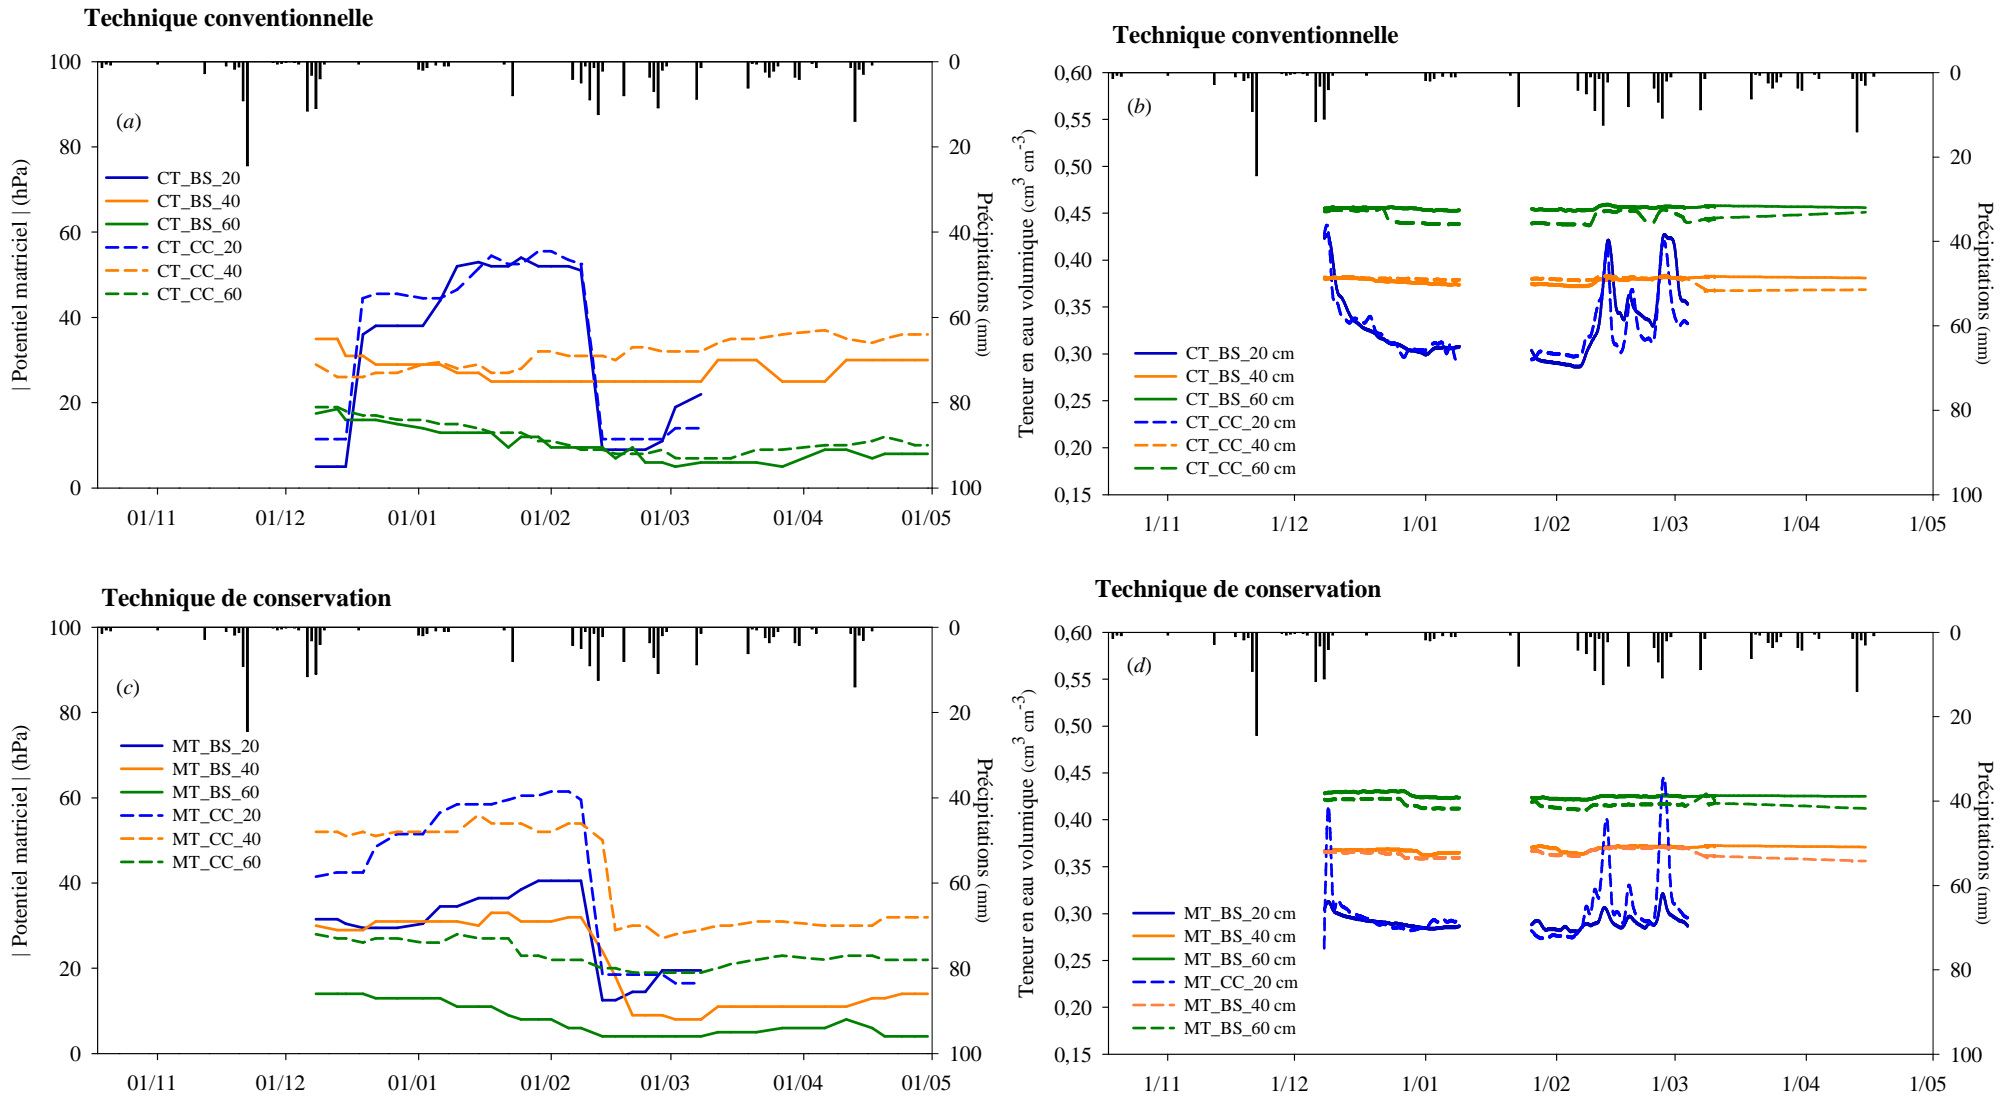 Technique conventionnelle
100
80
60
40
20
0
(a)
CT_BS_20
CT_BS_40
CT_BS_60
CT_CC_20
CT_CC_40
CT_CC_60
| Potentiel matriciel | (hPa)
0
20
40
60
80
100
Précipitations (mm)
01/11 01/12 01/01 01/02 01/03 01/04 01/05
Technique conventionnelle
0,60
0,55
0,50
0,45
0,40
0,35
0,30
0,25
0,20
0,15
(b)
CT_BS_20 cm
CT_BS_40 cm
CT_BS_60 cm
CT_CC_20 cm
CT_CC_40 cm
CT_CC_60 cm
Teneur en eau volumique (cm³ cm⁻³)
0
20
40
60
80
100
Précipitations (mm)
1/11 1/12 1/01 1/02 1/03 1/04 1/05
Technique de conservation
100
80
60
40
20
0
(c)
MT_BS_20
MT_BS_40
MT_BS_60
MT_CC_20
MT_CC_40
MT_CC_60
| Potentiel matriciel | (hPa)
0
20
40
60
80
100
Précipitations (mm)
01/11 01/12 01/01 01/02 01/03 01/04 01/05
Technique de conservation
0,60
0,55
0,50
0,45
0,40
0,35
0,30
0,25
0,20
0,15
(d)
MT_BS_20 cm
MT_BS_40 cm
MT_BS_60 cm
MT_CC_20 cm
MT_BS_40 cm
MT_BS_60 cm
Teneur en eau volumique (cm³ cm⁻³)
0
20
40
60
80
100
Précipitations (mm)
1/11 1/12 1/01 1/02 1/03 1/04 1/05